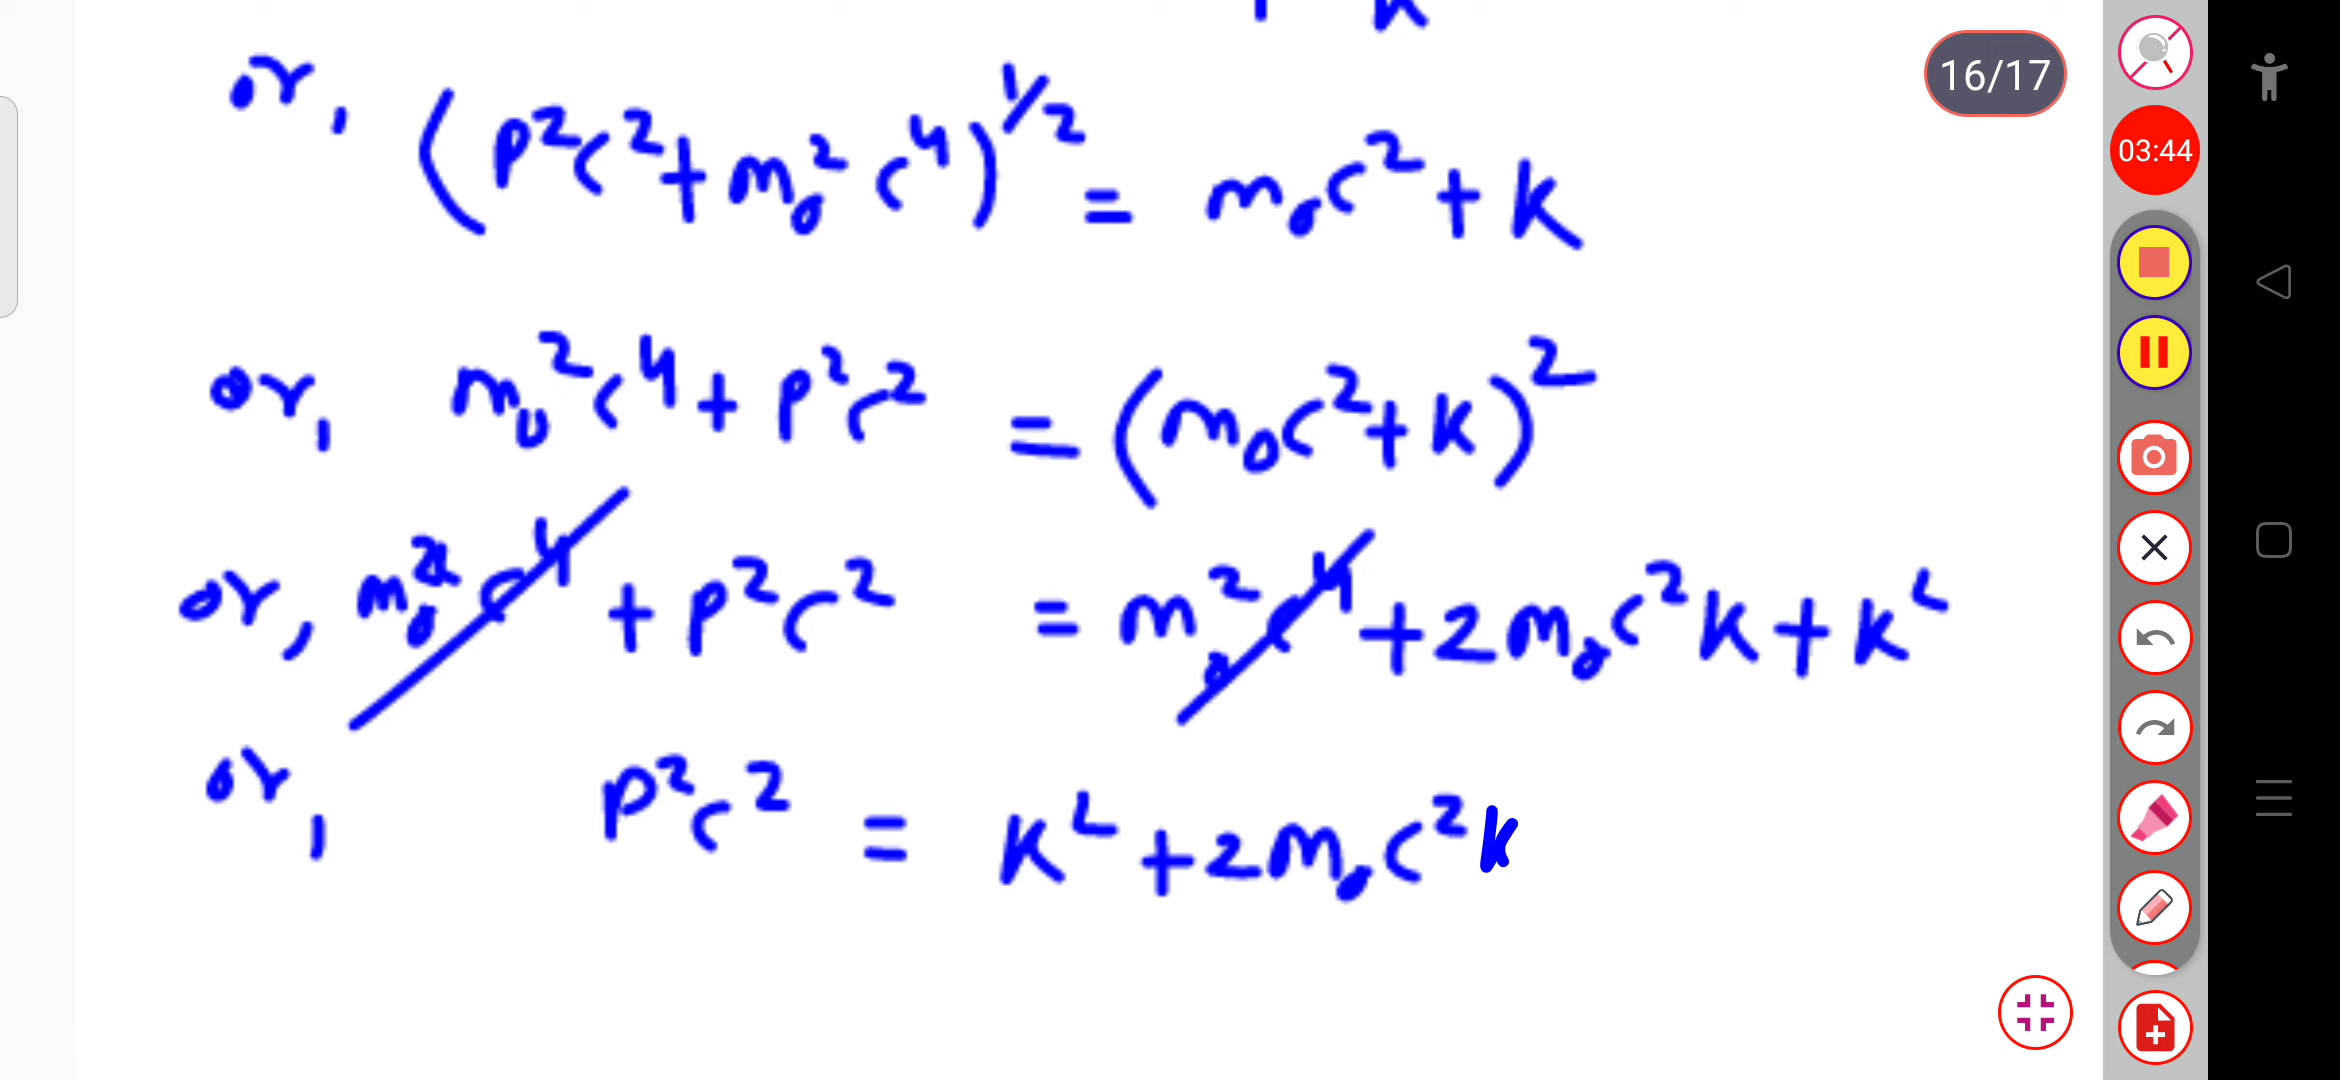 + K
or, (p²c²+m₀²c⁴)^1/2 = m₀c²+K
or, m₀²c⁴+p²c² = (m₀c²+K)²
or, m₀²c⁴ + p²c² = m₀²c⁴+2m₀c²K+K²
or, p²c² = K²+2m₀c²k
16/17
03:44